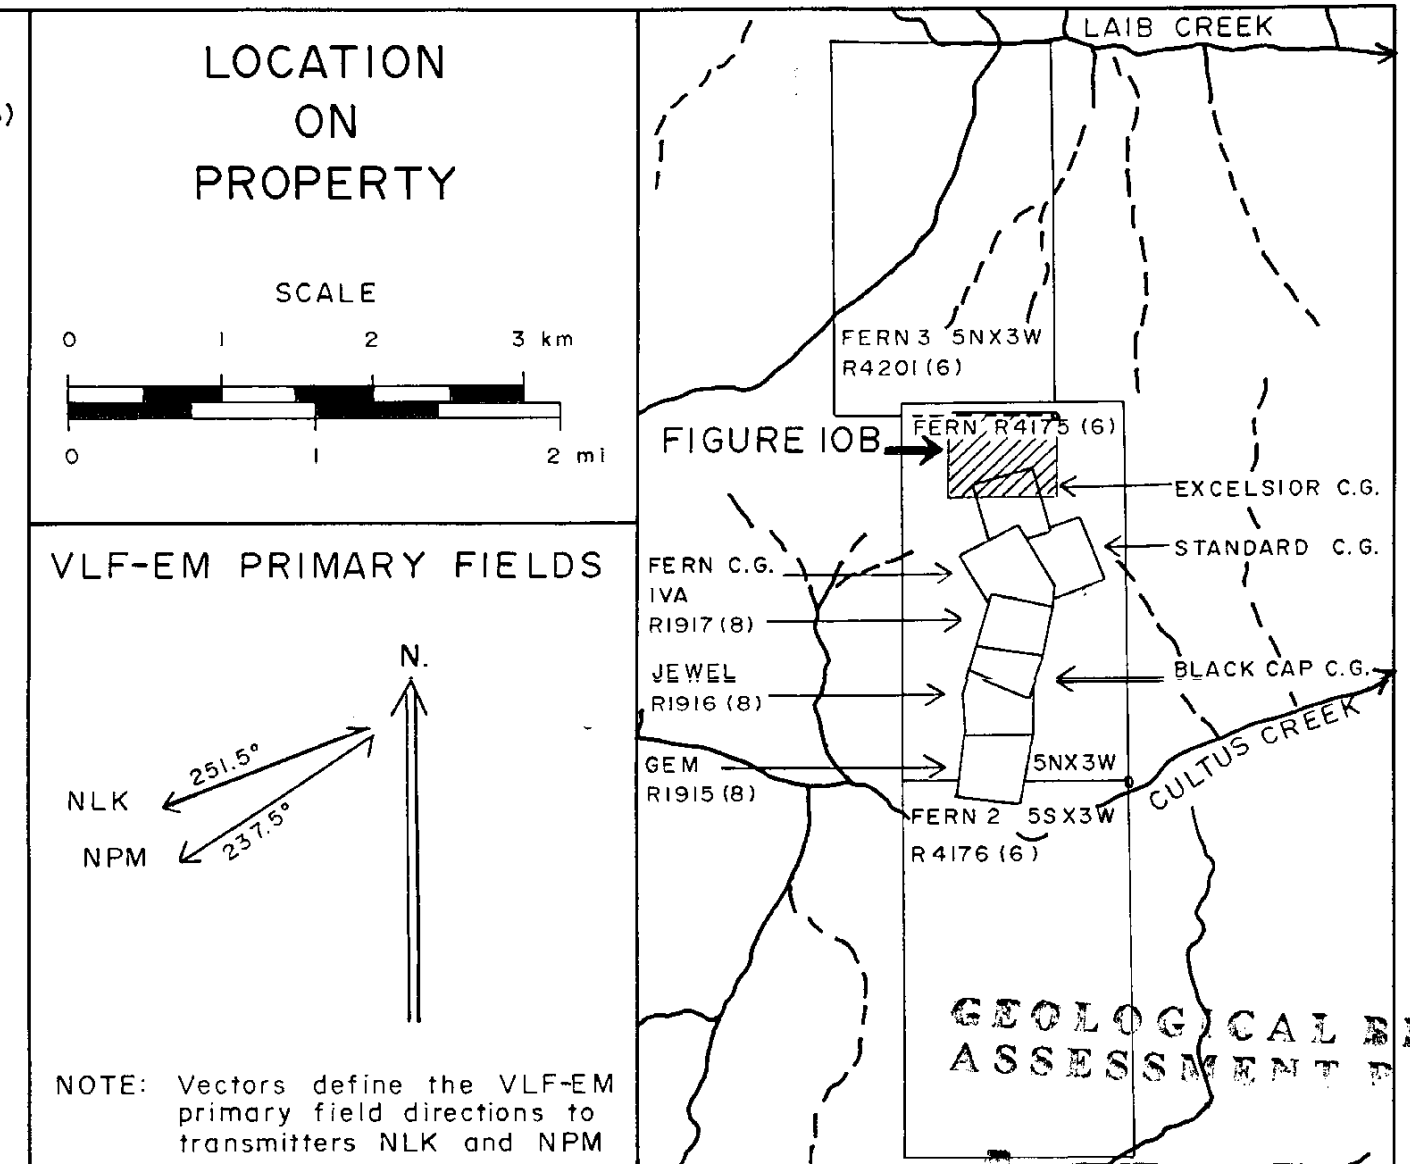 LOCATION
ON
PROPERTY
SCALE
0 1 2 3 km
0 1 2 mi
VLF-EM PRIMARY FIELDS
N.
251.5°
NLK
237.5°
NPM
NOTE: Vectors define the VLF-EM
primary field directions to
transmitters NLK and NPM
LAIB CREEK
FERN 3 5NX3W
R4201(6)
FERN R4175 (6)
FIGURE 10B
EXCELSIOR C.G.
STANDARD C.G.
FERN C.G.
IVA
R1917(8)
JEWEL
R1916(8)
BLACK CAP C.G.
GEM
R1915(8)
5NX3W
CULTUS CREEK
FERN 2 5SX3W
R4176(6)
GEOLOGICAL
ASSESSMENT